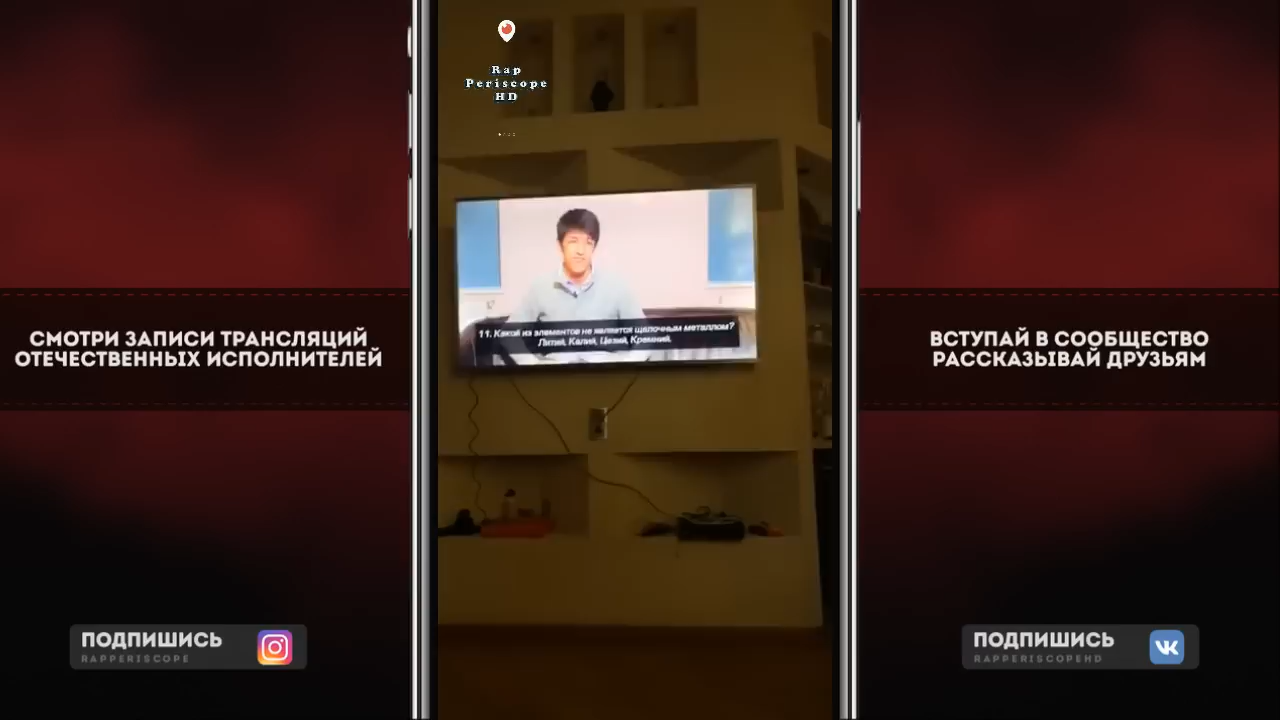 Rap
Periscope
HD
11. Какой из элементов не является щелочным металлом?
Литий, Калий, Цезий, Кремний.
СМОТРИ ЗАПИСИ ТРАНСЛЯЦИЙ
ОТЕЧЕСТВЕННЫХ ИСПОЛНИТЕЛЕЙ
ВСТУПАЙ В СООБЩЕСТВО
РАССКАЗЫВАЙ ДРУЗЬЯМ
ПОДПИШИСЬ
RAPPERISCOPE
ПОДПИШИСЬ
RAPPERISCOPEHD